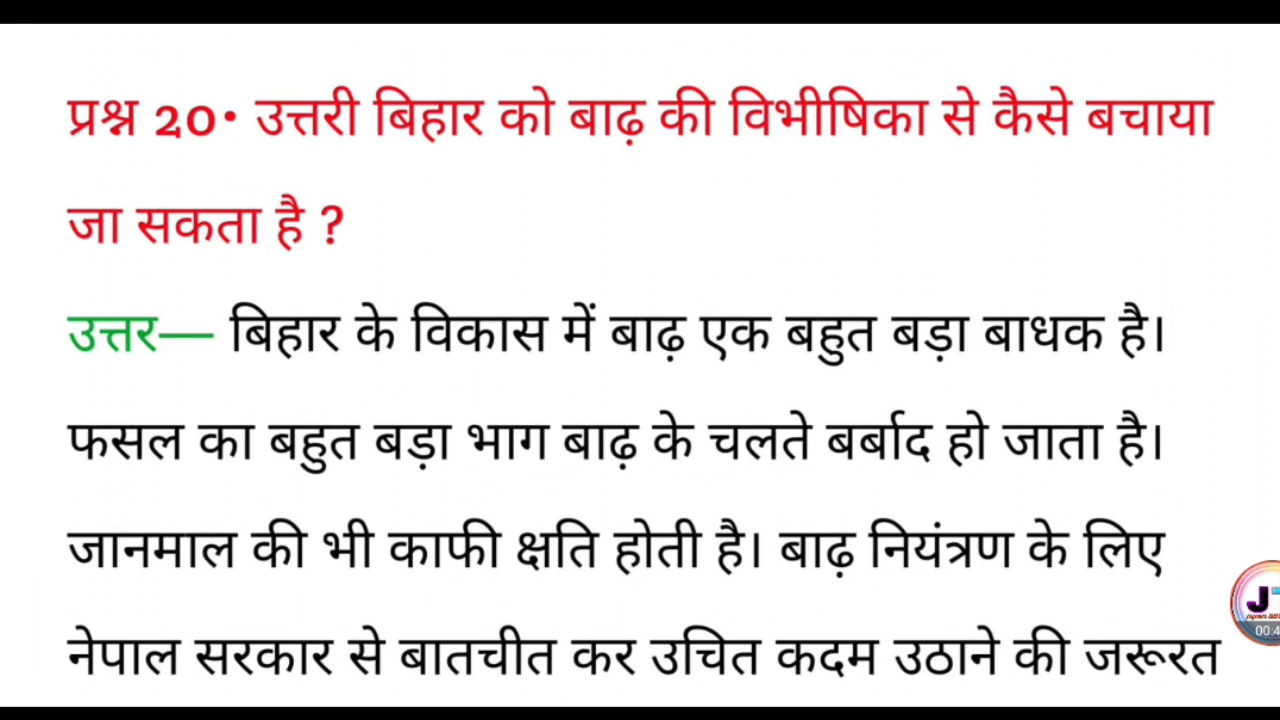 प्रश्न 20• उत्तरी बिहार को बाढ़ की विभीषिका से कैसे बचाया
जा सकता है ?
उत्तर— बिहार के विकास में बाढ़ एक बहुत बड़ा बाधक है।
फसल का बहुत बड़ा भाग बाढ़ के चलते बर्बाद हो जाता है।
जानमाल की भी काफी क्षति होती है। बाढ़ नियंत्रण के लिए
नेपाल सरकार से बातचीत कर उचित कदम उठाने की जरूरत